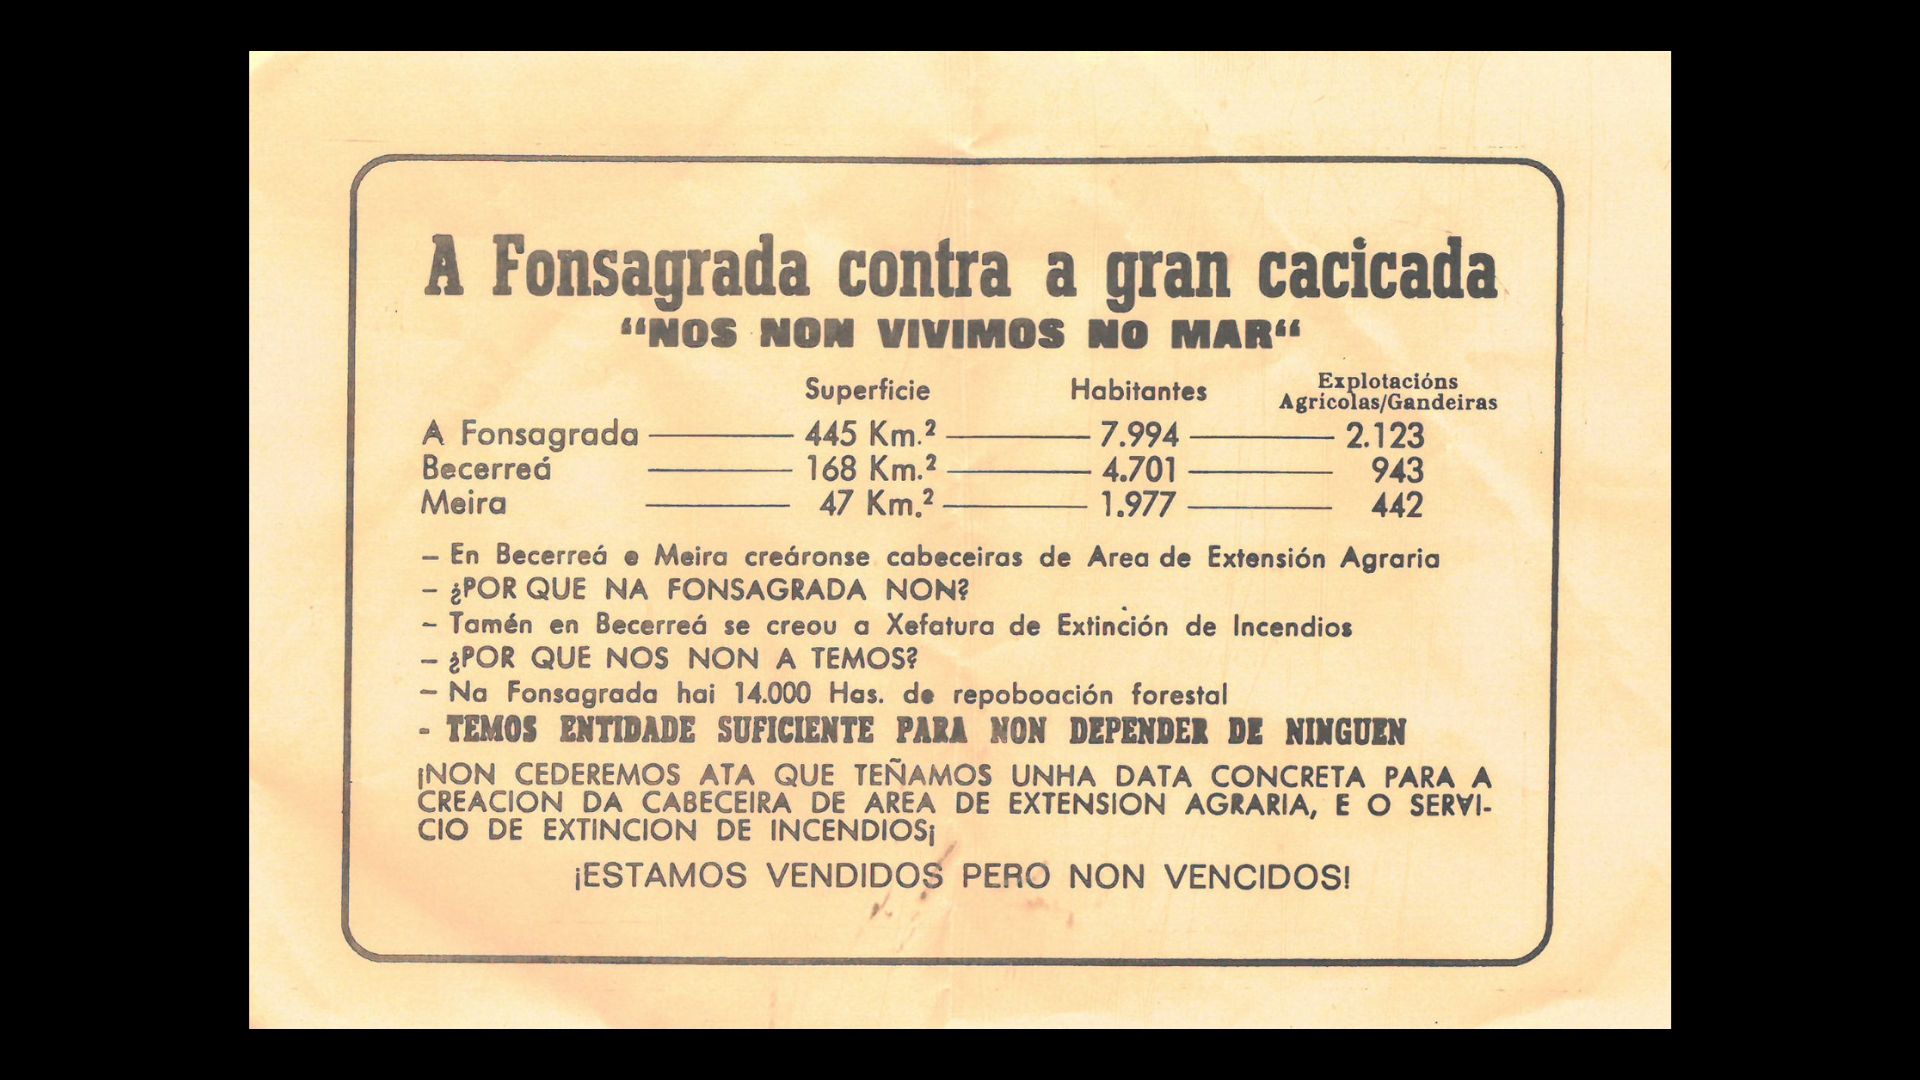 A Fonsagrada contra a gran cacicada
“NOS NON VIVIMOS NO MAR“
Superficie Habitantes Explotacións Agrícolas/Gandeiras
A Fonsagrada 445 Km.² 7.994 2.123
Becerreá 168 Km.² 4.701 943
Meira 47 Km.² 1.977 442
– En Becerreá e Meira creáronse cabeceiras de Area de Extensión Agraria
– ¿POR QUE NA FONSAGRADA NON?
– Tamén en Becerreá se creou a Xefatura de Extinción de Incendios
– ¿POR QUE NOS NON A TEMOS?
– Na Fonsagrada hai 14.000 Has. de repoboación forestal
- TEMOS ENTIDADE SUFICIENTE PARA NON DEPENDER DE NINGUEN
¡NON CEDEREMOS ATA QUE TEÑAMOS UNHA DATA CONCRETA PARA A
CREACION DA CABECEIRA DE AREA DE EXTENSION AGRARIA, E O SERVI-
CIO DE EXTINCION DE INCENDIOS¡
¡ESTAMOS VENDIDOS PERO NON VENCIDOS!